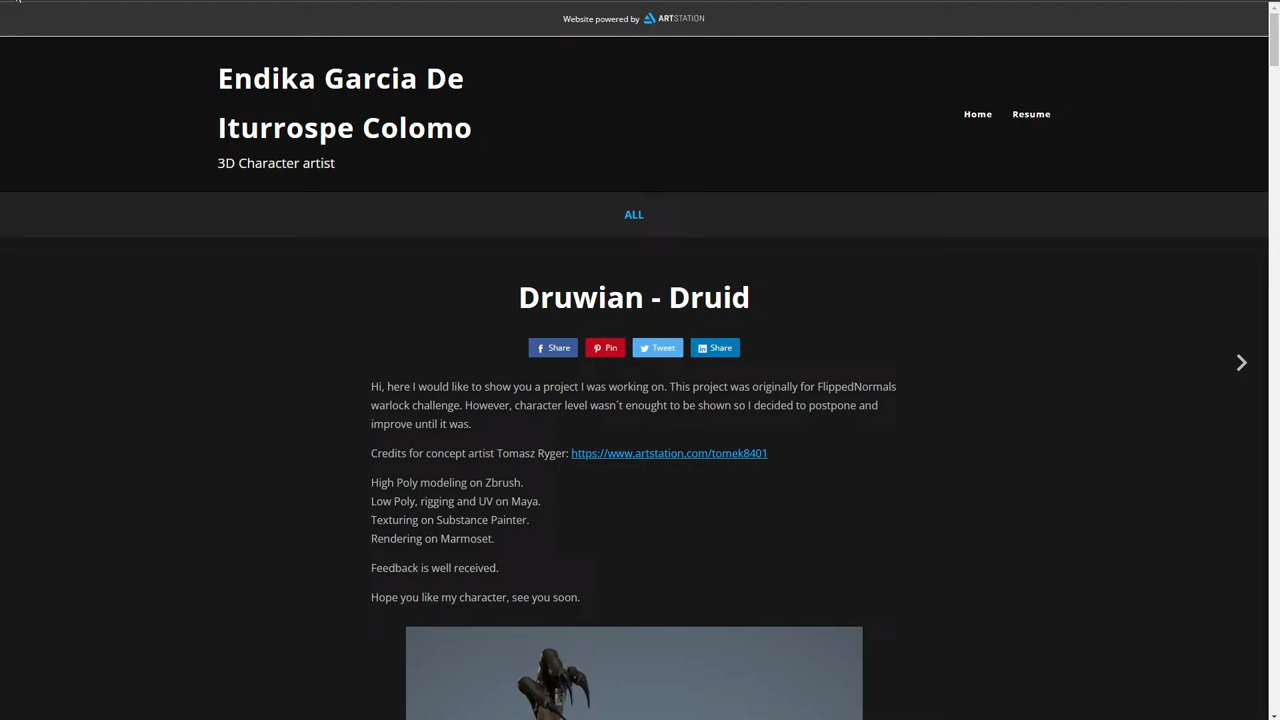 Website powered by ARTSTATION
Endika Garcia De
Iturrospe Colomo
3D Character artist
Home Resume
ALL
Druwian - Druid
Share Pin Tweet Share
Hi, here I would like to show you a project I was working on. This project was originally for FlippedNormals
warlock challenge. However, character level wasn´t enought to be shown so I decided to postpone and
improve until it was.
Credits for concept artist Tomasz Ryger: https://www.artstation.com/tomek8401
High Poly modeling on Zbrush.
Low Poly, rigging and UV on Maya.
Texturing on Substance Painter.
Rendering on Marmoset.
Feedback is well received.
Hope you like my character, see you soon.